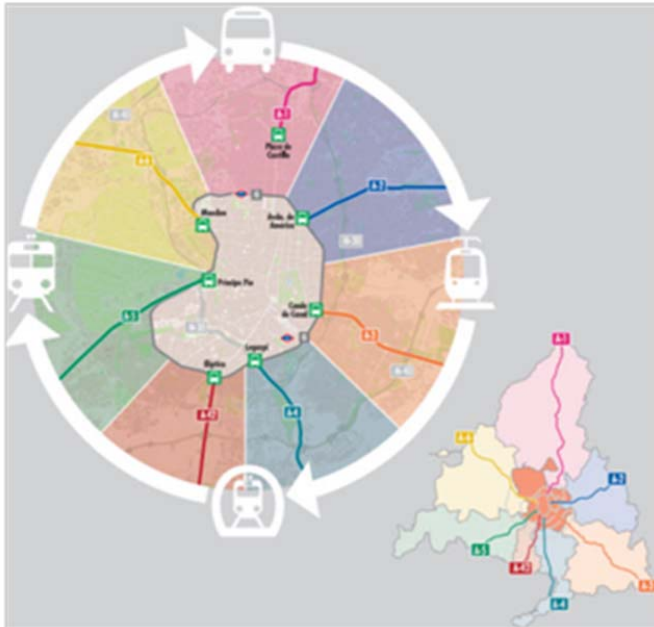 A-1
Plaza de
Castilla
A-6
A-2
Moncloa
Avda. de
América
Príncipe Pío
A-5
Conde
de Casal
A-3
Legazpi
Elíptica
A-42
A-4
A-1
A-6
A-2
A-5
A-42
A-3
A-4